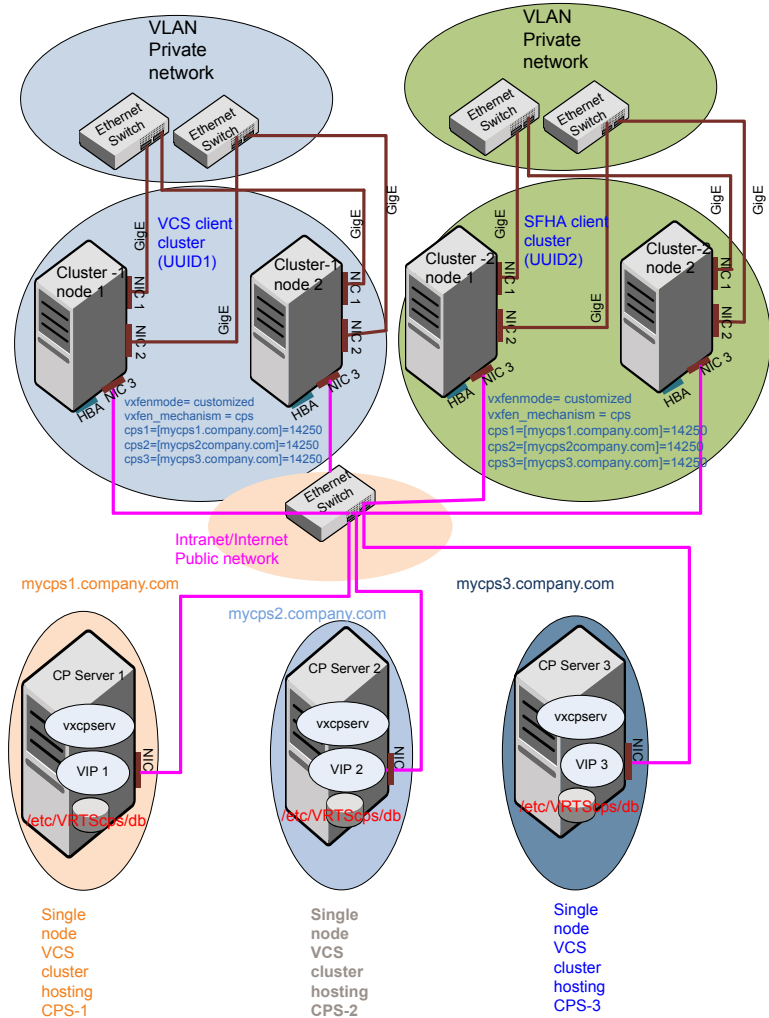 VLAN
Private
network
VLAN
Private
network
Ethernet
Switch
Ethernet
Switch
Ethernet
Switch
Ethernet
Switch
GigE
GigE
GigE
GigE
GigE
GigE
GigE
GigE
VCS client
cluster
(UUID1)
SFHA client
cluster
(UUID2)
Cluster -1
node 1
NIC 1
NIC 2
HBA
NIC 3
Cluster-1
node 2
NIC 1
NIC 2
HBA
NIC 3
Cluster -2
node 1
NIC 1
NIC 2
HBA
NIC 3
Cluster-2
node 2
NIC 1
NIC 2
HBA
NIC 3
vxfenmode= customized
vxfen_mechanism = cps
cps1=[mycps1.company.com]=14250
cps2=[mycps2company.com]=14250
cps3=[mycps3.company.com]=14250
vxfenmode= customized
vxfen_mechanism = cps
cps1=[mycps1.company.com]=14250
cps2=[mycps2company.com]=14250
cps3=[mycps3.company.com]=14250
Ethernet
Switch
Intranet/Internet
Public network
mycps1.company.com
mycps2.company.com
mycps3.company.com
CP Server 1
vxcpserv
VIP 1
NIC
/etc/VRTScps/db
CP Server 2
vxcpserv
VIP 2
NIC
/etc/VRTScps/db
CP Server 3
vxcpserv
VIP 3
NIC
/etc/VRTScps/db
Single
node
VCS
cluster
hosting
CPS-1
Single
node
VCS
cluster
hosting
CPS-2
Single
node
VCS
cluster
hosting
CPS-3